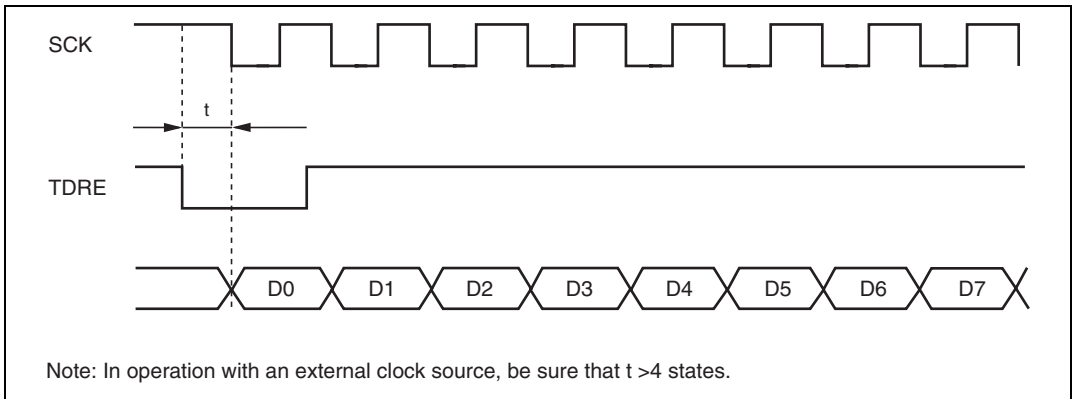 SCK
t
TDRE
D0 D1 D2 D3 D4 D5 D6 D7
Note: In operation with an external clock source, be sure that t >4 states.